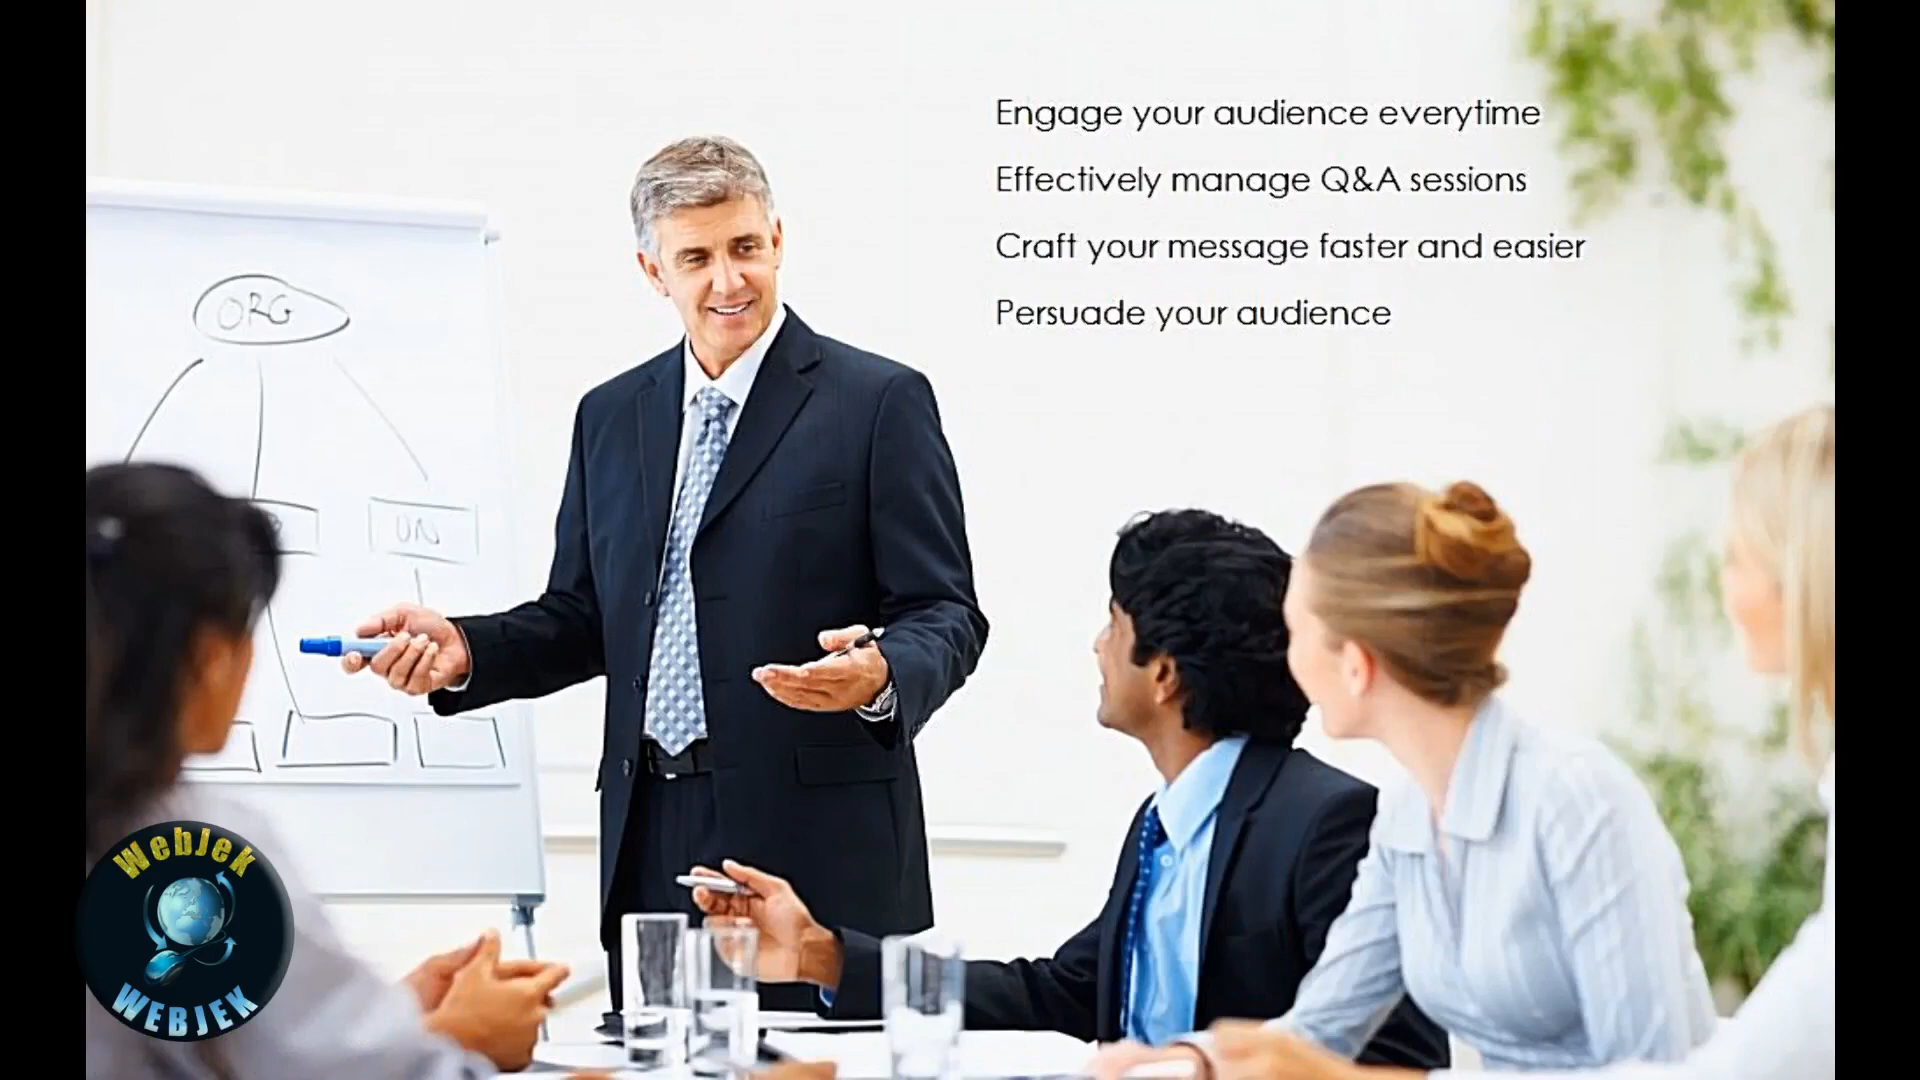 Engage your audience everytime
Effectively manage Q&A sessions
Craft your message faster and easier
Persuade your audience
ORG
UN
WebJek
WEBJEK